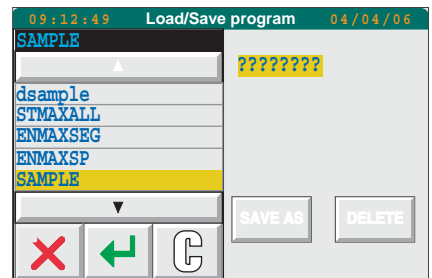 09:12:49 Load/Save program 04/04/06
SAMPLE
????????
dsample
STMAXALL
ENMAXSEG
ENMAXSP
SAMPLE
SAVE AS DELETE
C